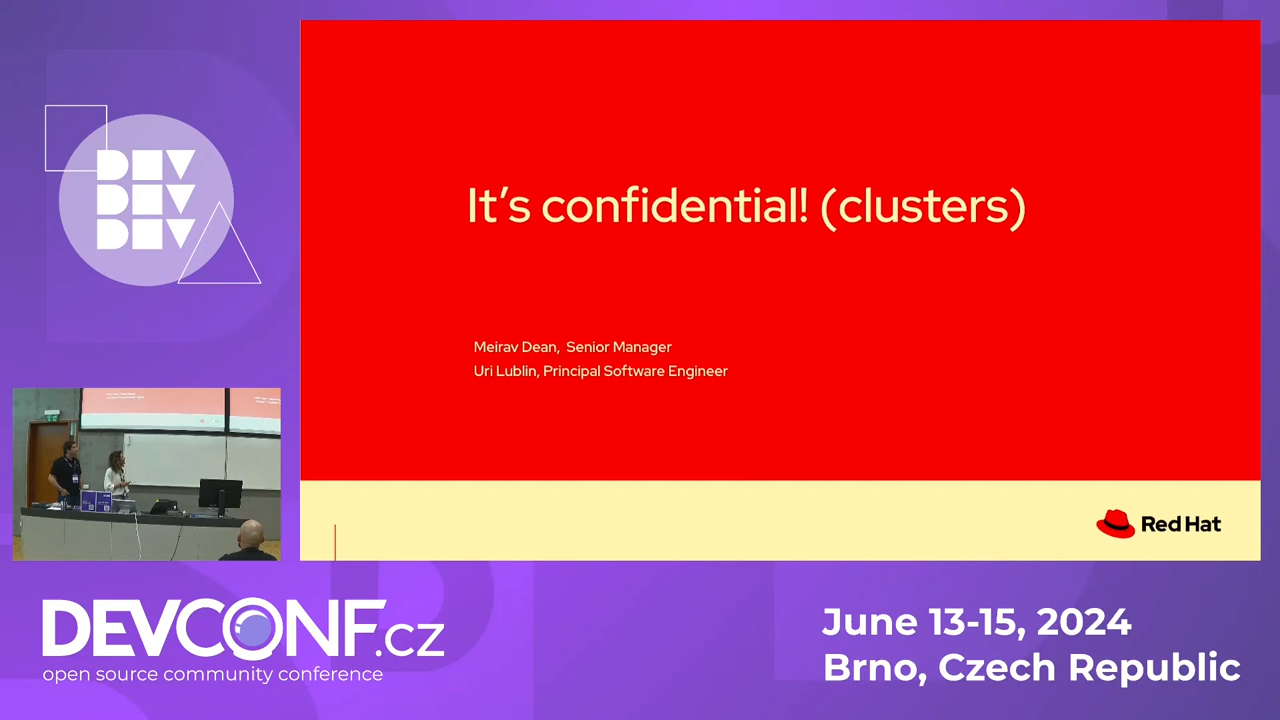 DEV
DEV
DEV
It's confidential! (clusters)
Meirav Dean, Senior Manager
Uri Lublin, Principal Software Engineer
Red Hat
DEVCONF.cz
open source community conference
June 13-15, 2024
Brno, Czech Republic